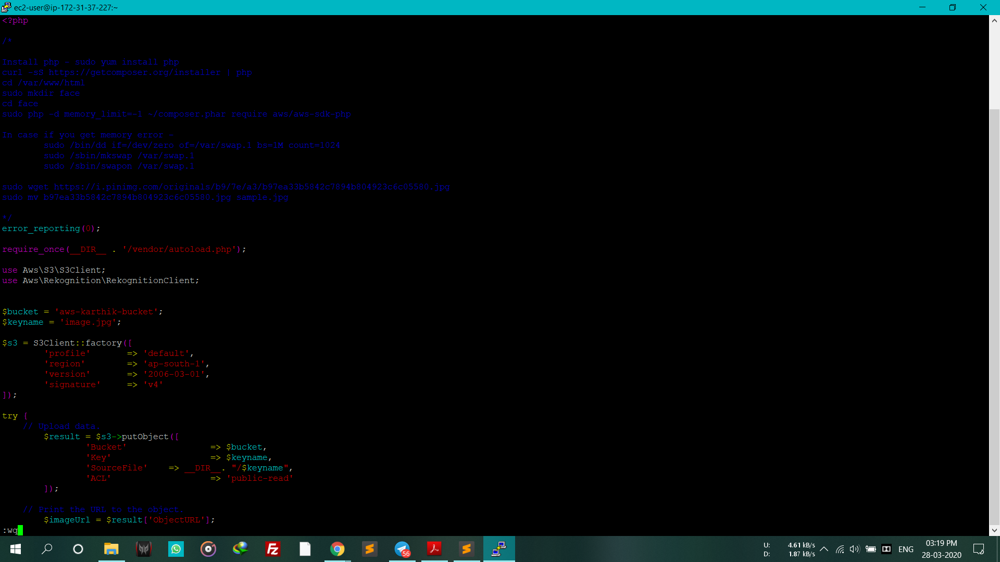 ec2-user@ip-172-31-37-227:~
<?php
/*
Install php - sudo yum install php
curl -sS https://getcomposer.org/installer | php
cd /var/www/html
sudo mkdir face
cd face
sudo php -d memory_limit=-1 ~/composer.phar require aws/aws-sdk-php
In case if you get memory error -
sudo /bin/dd if=/dev/zero of=/var/swap.1 bs=1M count=1024
sudo /sbin/mkswap /var/swap.1
sudo /sbin/swapon /var/swap.1
sudo wget https://i.pinimg.com/originals/b9/7e/a3/b97ea33b5842c7894b804923c6c05580.jpg
sudo mv b97ea33b5842c7894b804923c6c05580.jpg sample.jpg
*/
error_reporting(0);
require_once(__DIR__ . '/vendor/autoload.php');
use Aws\S3\S3Client;
use Aws\Rekognition\RekognitionClient;
$bucket = 'aws-karthik-bucket';
$keyname = 'image.jpg';
$s3 = S3Client::factory([
'profile' => 'default',
'region' => 'ap-south-1',
'version' => '2006-03-01',
'signature' => 'v4'
]);
try {
// Upload data.
$result = $s3->putObject([
'Bucket' => $bucket,
'Key' => $keyname,
'SourceFile' => __DIR__. "/$keyname",
'ACL' => 'public-read'
]);
// Print the URL to the object.
$imageUrl = $result['ObjectURL'];
:wq
Fz
56
U: 4.61 kB/s
D: 1.87 kB/s
ENG
03:19 PM
28-03-2020